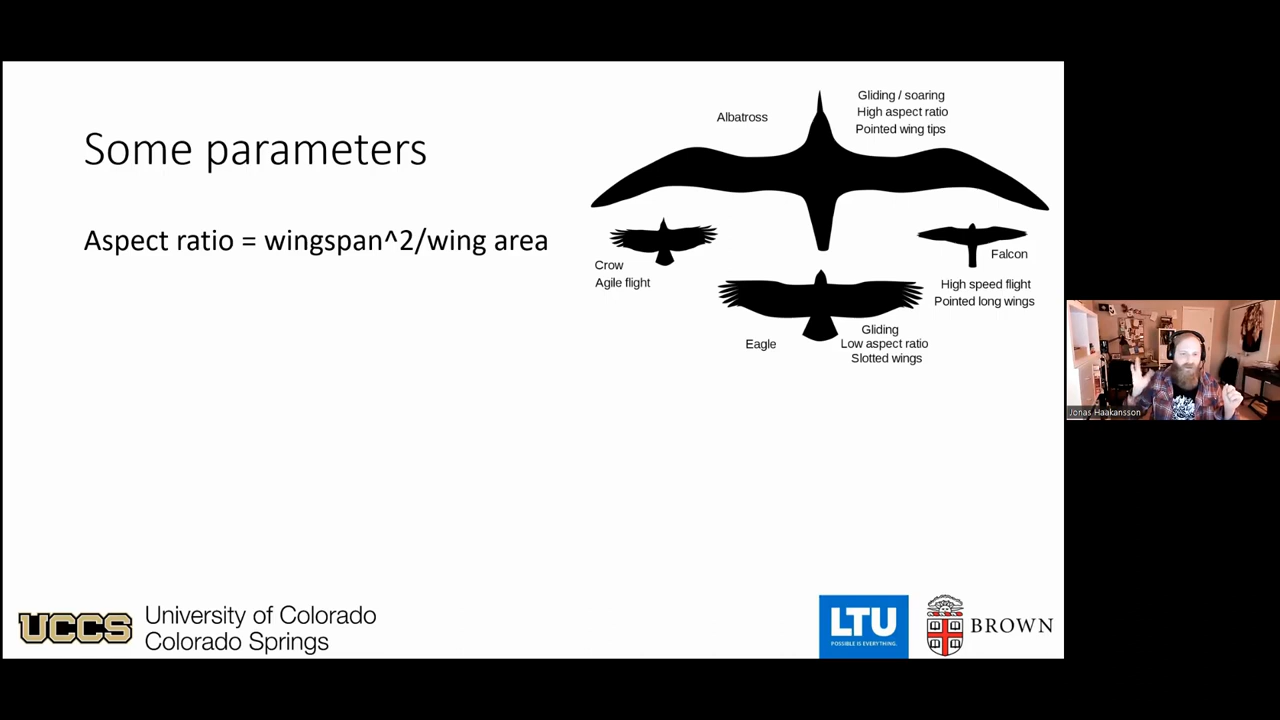 Some parameters
Aspect ratio = wingspan^2/wing area
Albatross
Gliding / soaring
High aspect ratio
Pointed wing tips
Crow
Agile flight
Falcon
High speed flight
Pointed long wings
Eagle
Gliding
Low aspect ratio
Slotted wings
Jonas Haakansson
UCCS
University of Colorado
Colorado Springs
LTU
POSSIBLE IS EVERYTHING.
BROWN